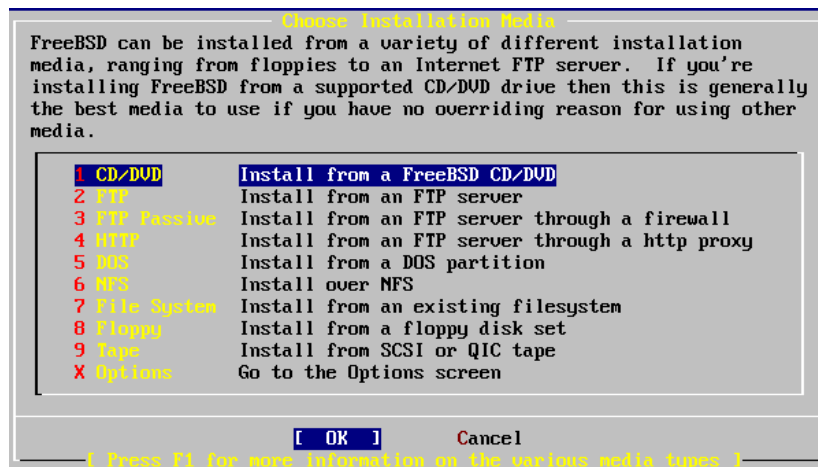 Choose Installation Media
FreeBSD can be installed from a variety of different installation
media, ranging from floppies to an Internet FTP server.  If you're
installing FreeBSD from a supported CD/DVD drive then this is generally
the best media to use if you have no overriding reason for using other
media.
1 CD/DVD Install from a FreeBSD CD/DVD
2 FTP Install from an FTP server
3 FTP Passive Install from an FTP server through a firewall
4 HTTP Install from an FTP server through a http proxy
5 DOS Install from a DOS partition
6 NFS Install over NFS
7 File System Install from an existing filesystem
8 Floppy Install from a floppy disk set
9 Tape Install from SCSI or QIC tape
X Options Go to the Options screen
[ OK ] Cancel
[ Press F1 for more information on the various media types ]